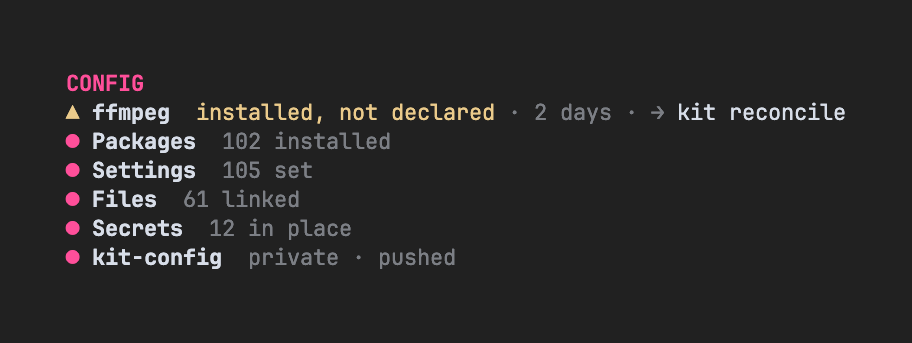 CONFIG
▲ ffmpeg  installed, not declared · 2 days · → kit reconcile
● Packages  102 installed
● Settings  105 set
● Files  61 linked
● Secrets  12 in place
● kit-config  private · pushed